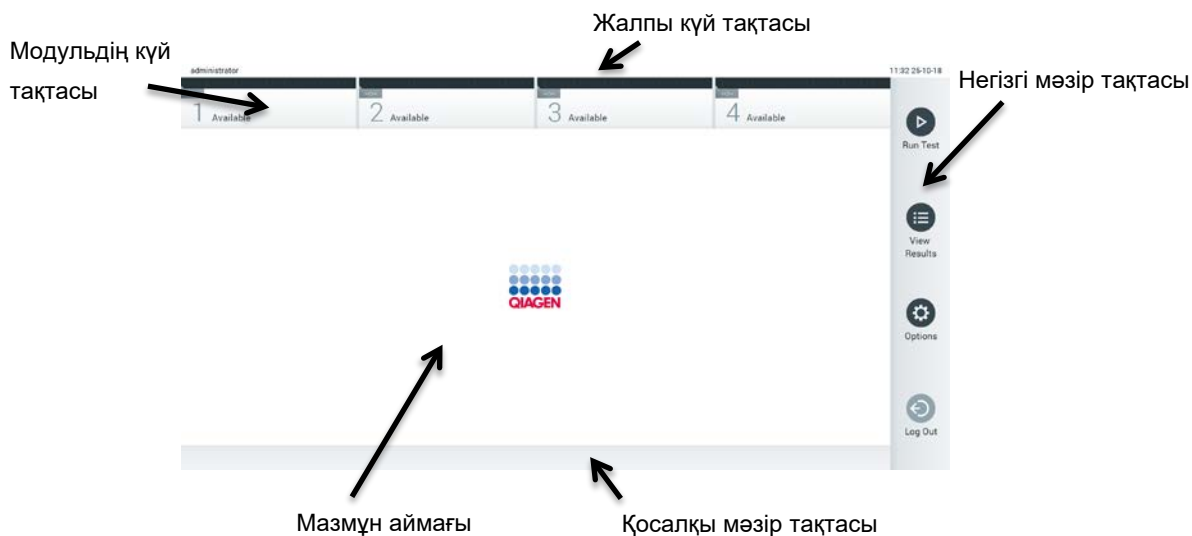 Жалпы күй тақтасы
Модульдің күй
тақтасы
administrator
11:32 25-10-18
Негізгі мәзір тақтасы
1 Available
2 Available
3 Available
4 Available
Run Test
View
Results
QIAGEN
Options
Log Out
Мазмұн аймағы
Қосалқы мәзір тақтасы